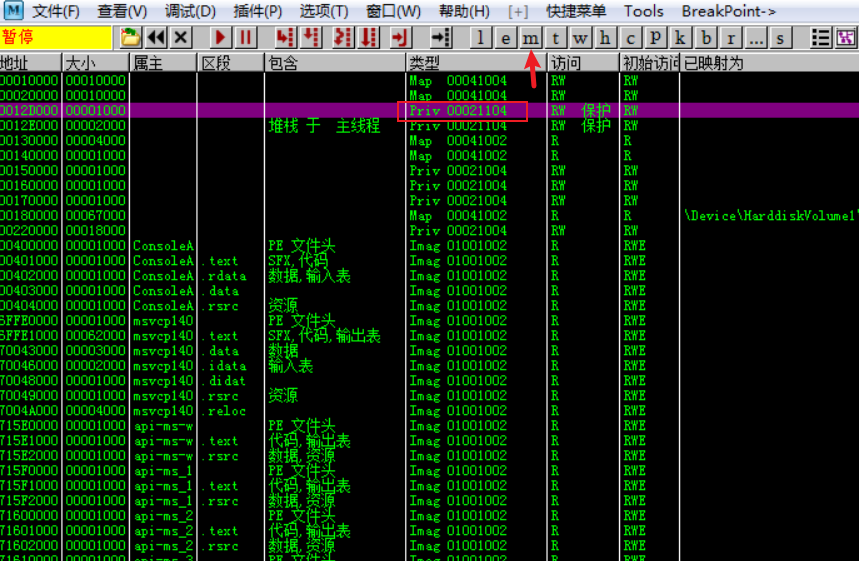 M 文件(F) 查看(V) 调试(D) 插件(P) 选项(T) 窗口(W) 帮助(H) [+] 快捷菜单 Tools BreakPoint->
暂停 l e m t w h c P k b r ... s
地址 大小 属主 区段 包含 类型 访问 初始访问 已映射为
00010000 00010000 Map 00041004 RW RW
00020000 00010000 Map 00041004 RW RW
0012D000 00001000 Priv 00021104 RW 保护 RW
0012E000 00002000 堆栈 于 主线程 Priv 00021104 RW 保护 RW
00130000 00004000 Map 00041002 R R
00140000 00001000 Map 00041002 R R
00150000 00001000 Priv 00021104 RW RW
00160000 00001000 Priv 00021104 RW RW
00170000 00001000 Priv 00021104 RW RW
00180000 00067000 Map 00041002 R R \Device\HarddiskVolume1\
00220000 00018000 Priv 00021104 RW RW
00400000 00001000 ConsoleA PE 文件头 Imag 01001002 R RWE
00401000 00001000 ConsoleA .text SFX,代码 Imag 01001002 R RWE
00402000 00001000 ConsoleA .rdata 数据,输入表 Imag 01001002 R RWE
00403000 00001000 ConsoleA .data Imag 01001002 R RWE
00404000 00001000 ConsoleA .rsrc 资源 Imag 01001002 R RWE
6FFE0000 00001000 msvcp140 PE 文件头 Imag 01001002 R RWE
6FFE1000 00062000 msvcp140 .text SFX,代码,输出表 Imag 01001002 R RWE
70043000 00003000 msvcp140 .data 数据 Imag 01001002 R RWE
70046000 00002000 msvcp140 .idata 输入表 Imag 01001002 R RWE
70048000 00001000 msvcp140 .didat Imag 01001002 R RWE
70049000 00001000 msvcp140 .rsrc 资源 Imag 01001002 R RWE
7004A000 00004000 msvcp140 .reloc Imag 01001002 R RWE
715E0000 00001000 api-ms-w PE 文件头 Imag 01001002 R RWE
715E1000 00001000 api-ms-w .text 代码,输出表 Imag 01001002 R RWE
715E2000 00001000 api-ms-w .rsrc 数据,资源 Imag 01001002 R RWE
715F0000 00001000 api-ms_1 PE 文件头 Imag 01001002 R RWE
715F1000 00001000 api-ms_1 .text 代码,输出表 Imag 01001002 R RWE
715F2000 00001000 api-ms_1 .rsrc 数据,资源 Imag 01001002 R RWE
71600000 00001000 api-ms_2 PE 文件头 Imag 01001002 R RWE
71601000 00001000 api-ms_2 .text 代码,输出表 Imag 01001002 R RWE
71602000 00001000 api-ms_2 .rsrc 数据,资源 Imag 01001002 R RWE
71610000 00001000 api-ms_3 PE 文件头 Imag 01001002 R RWE